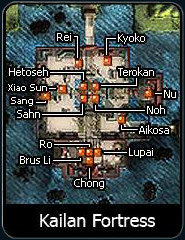 Rei
Kyoko
Hetoseh
Terokan
Xiao Sun
Nu
Sang
Noh
Sahn
Aikosa
Ro
Lupai
Brus Li
Chong
Kailan Fortress